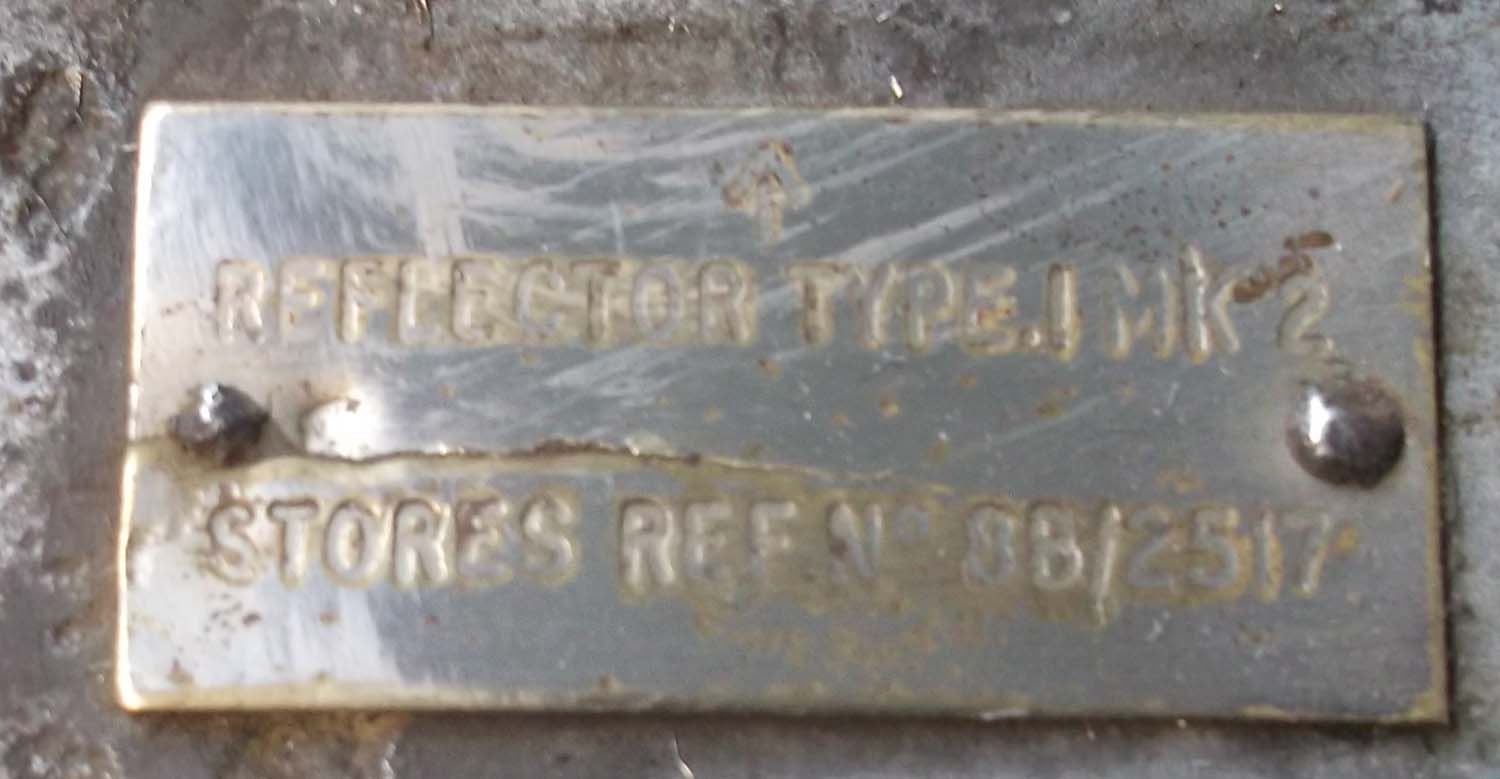 REFLECTOR TYPE.1 MK 2
STORES REF Nº 8B/2517